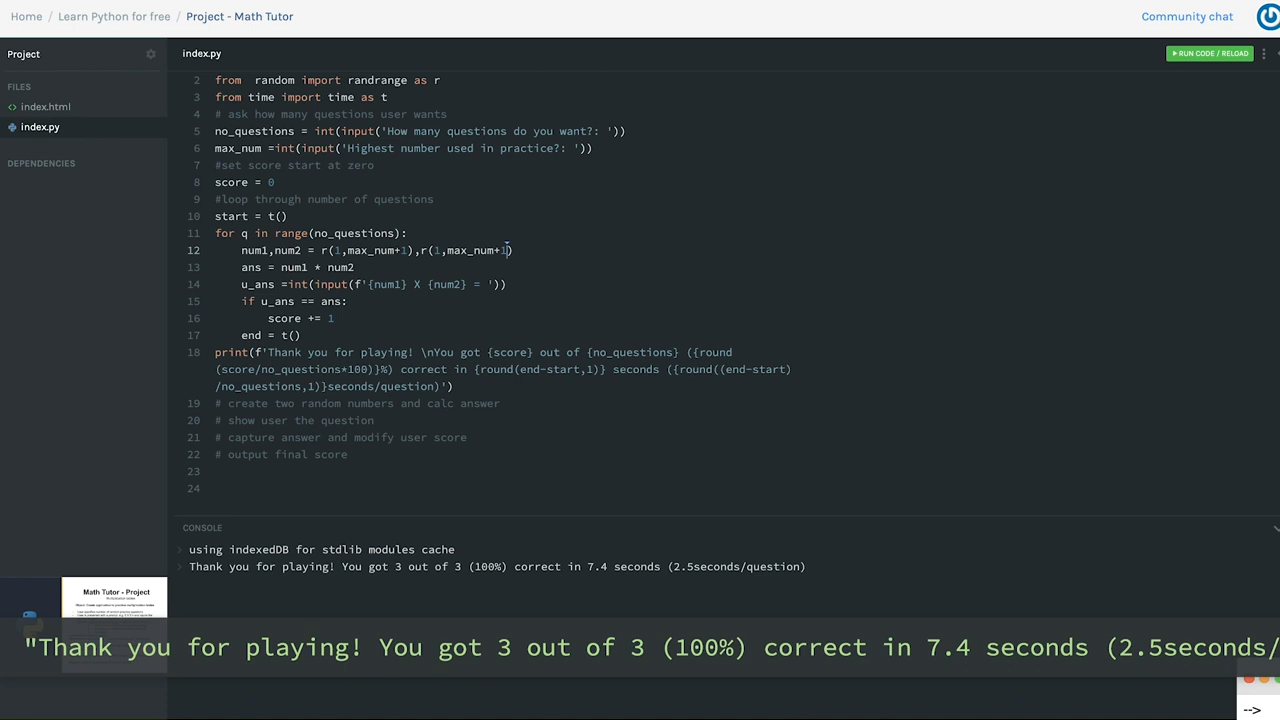 Home / Learn Python for free / Project - Math Tutor
Community chat
Project
index.py
RUN CODE / RELOAD
FILES
<> index.html
index.py
DEPENDENCIES
2 from  random import randrange as r
3 from time import time as t
4 # ask how many questions user wants
5 no_questions = int(input('How many questions do you want?: '))
6 max_num =int(input('Highest number used in practice?: '))
7 #set score start at zero
8 score = 0
9 #loop through number of questions
10 start = t()
11 for q in range(no_questions):
12     num1,num2 = r(1,max_num+1),r(1,max_num+1)
13     ans = num1 * num2
14     u_ans =int(input(f'{num1} X {num2} = '))
15     if u_ans == ans:
16         score += 1
17     end = t()
18 print(f'Thank you for playing! \nYou got {score} out of {no_questions} ({round
(score/no_questions*100)}%) correct in {round(end-start,1)} seconds ({round((end-start)
/no_questions,1)}seconds/question)')
19 # create two random numbers and calc answer
20 # show user the question
21 # capture answer and modify user score
22 # output final score
23
24
CONSOLE
> using indexedDB for stdlib modules cache
> Thank you for playing! You got 3 out of 3 (100%) correct in 7.4 seconds (2.5seconds/question)
Math Tutor - Project
"Thank you for playing! You got 3 out of 3 (100%) correct in 7.4 seconds (2.5seconds/
-->